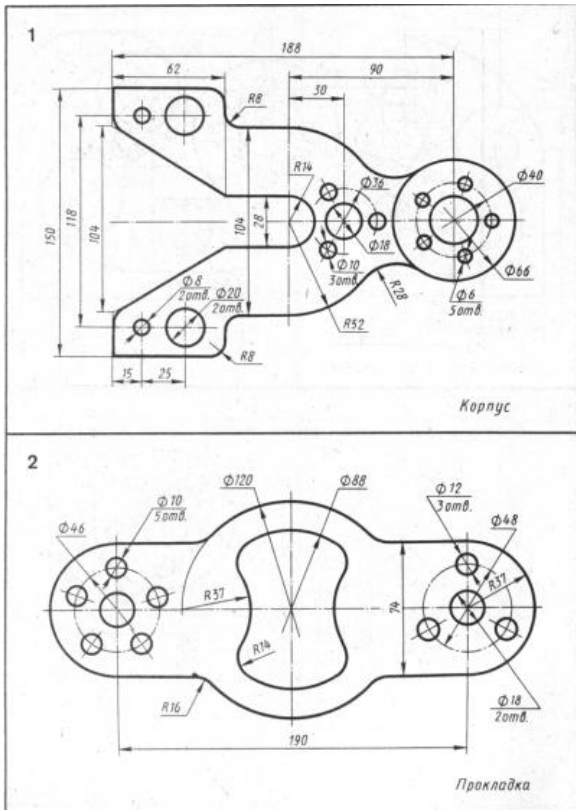 1
188
62
90
30
R8
R14
Ф36
Ф40
150
118
104
104
28
Ф18
Ф10
3отв.
Ф66
Ф8
2отв.
Ф20
2отв.
R28
Ф6
5отв.
R52
R8
15
25
Корпус
2
Ф120
Ф88
Ф10
5отв.
Ф12
3отв.
Ф46
Ф48
R37
R37
74
R14
R16
Ф18
2отв.
190
Прокладка